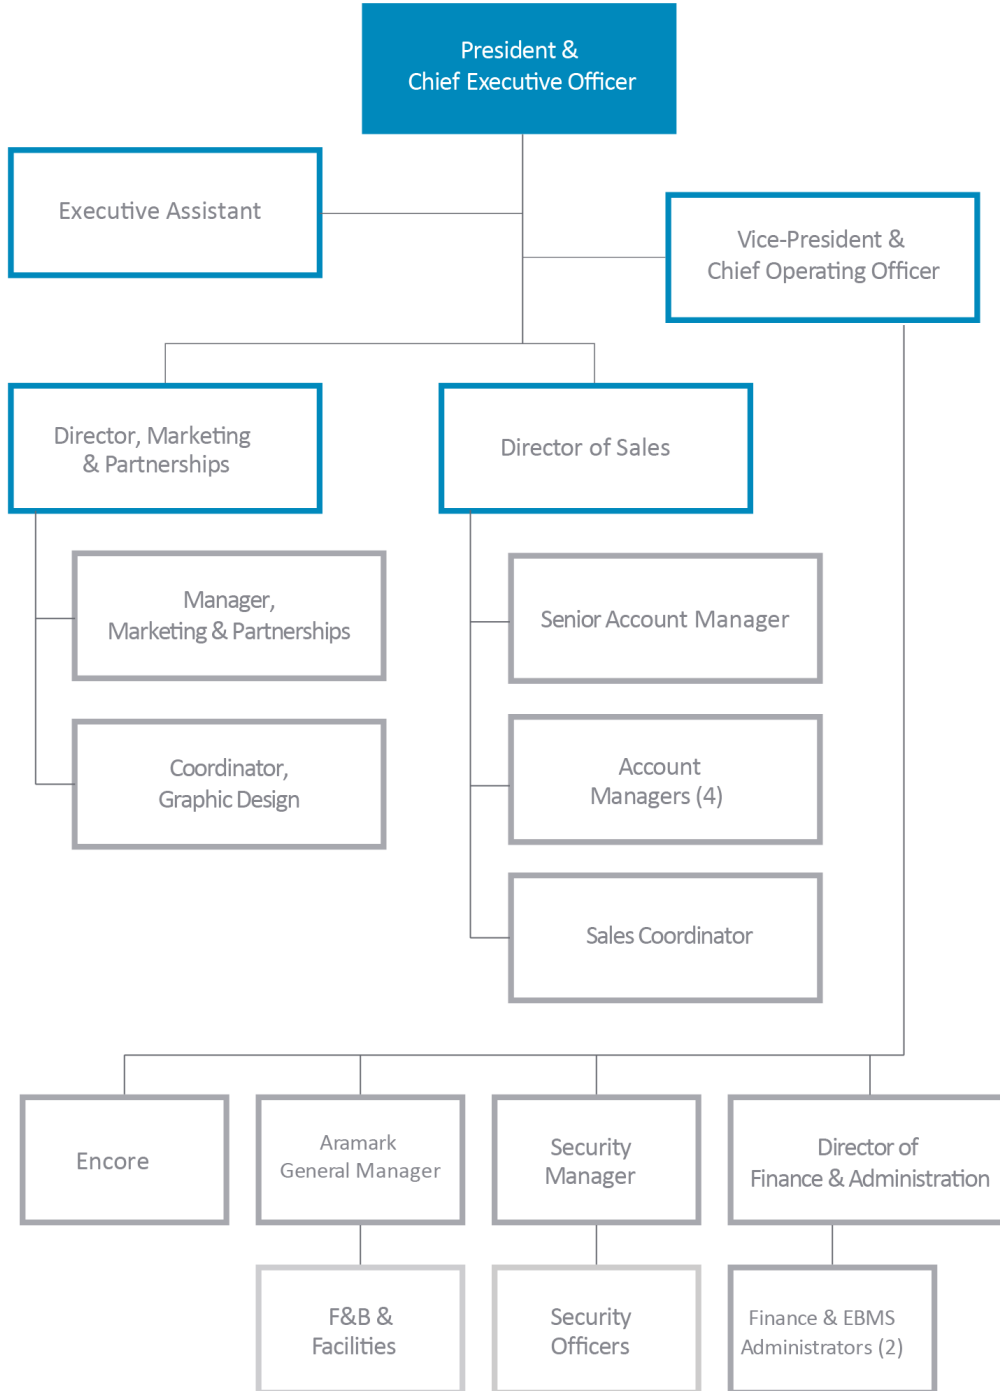 President &
Chief Executive Officer
Executive Assistant
Vice-President &
Chief Operating Officer
Director, Marketing
& Partnerships
Director of Sales
Manager,
Marketing & Partnerships
Senior Account Manager
Coordinator,
Graphic Design
Account
Managers (4)
Sales Coordinator
Encore
Aramark
General Manager
Security
Manager
Director of
Finance & Administration
F&B &
Facilities
Security
Officers
Finance & EBMS
Administrators (2)